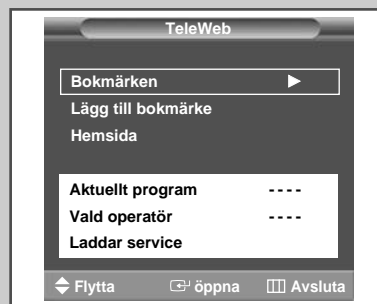 TeleWeb
Bokmärken
Lägg till bokmärke
Hemsida
Aktuellt program - - - -
Vald operatör - - - -
Laddar service
Flytta öppna Avsluta